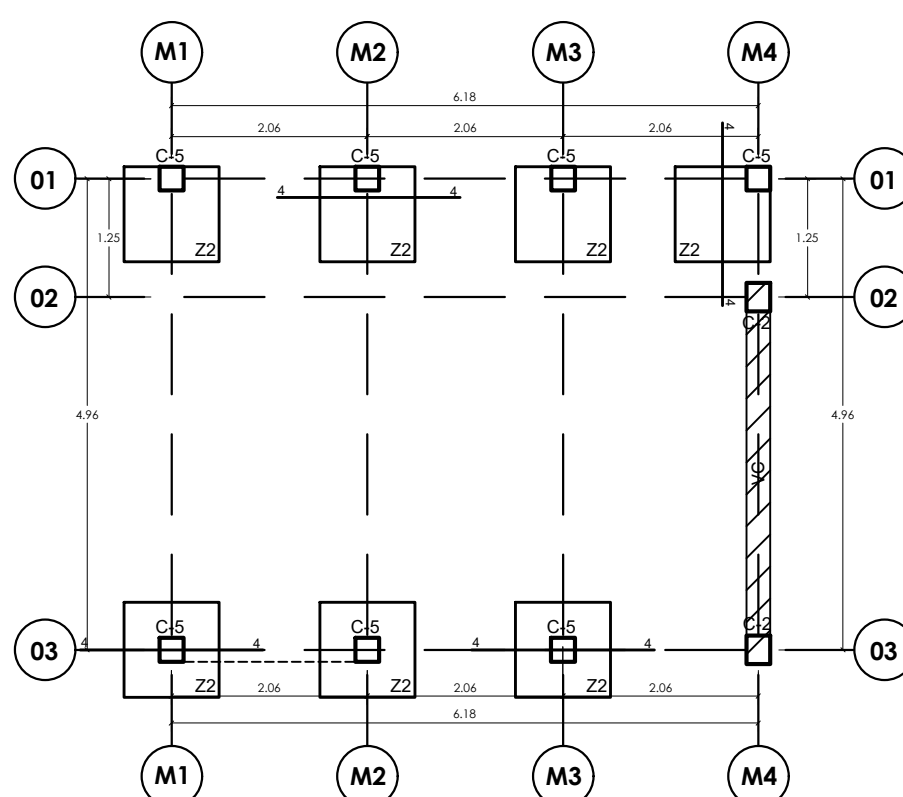 M1 M2 M3 M4
6.18
2.06 2.06 2.06
4
C-5 C-5 C-5 C-5
01 01
4 4
1.25 1.25
Z2 Z2 Z2 Z2
02 02
4
C-2
4.96 4.96
VC
C-5 C-5 C-5 C-2
03 4 4 4 4 03
Z2 Z2 Z2
2.06 2.06 2.06
6.18
M1 M2 M3 M4